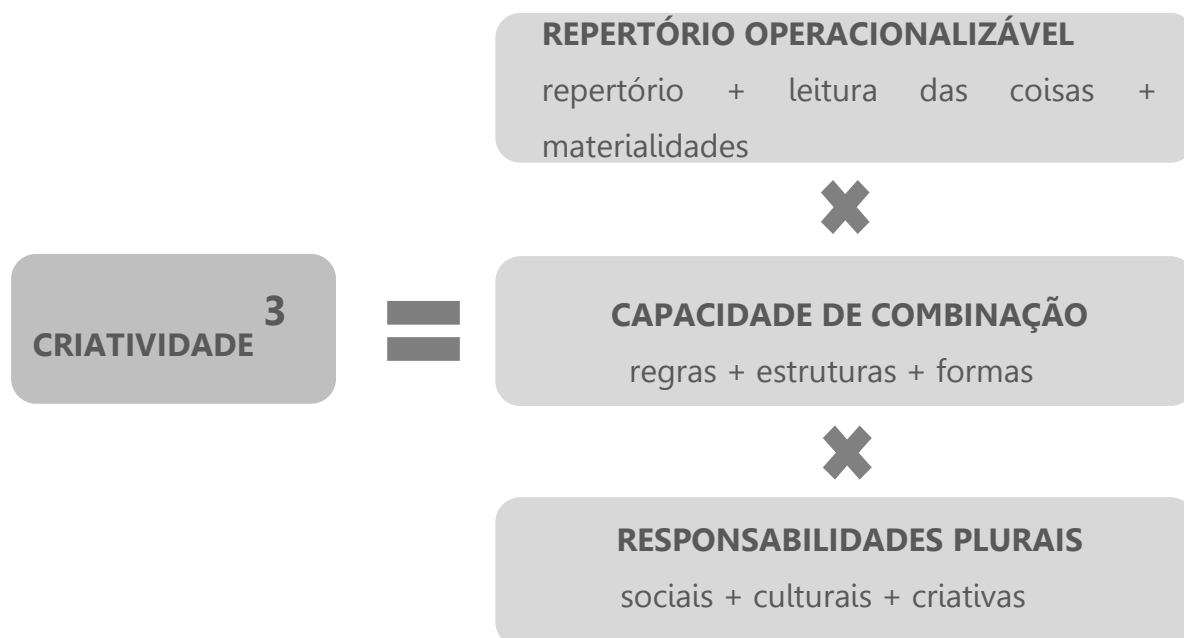 REPERTÓRIO OPERACIONALIZÁVEL
repertório + leitura das coisas +
materialidades
CRIATIVIDADE 3
CAPACIDADE DE COMBINAÇÃO
regras + estruturas + formas
RESPONSABILIDADES PLURAIS
sociais + culturais + criativas